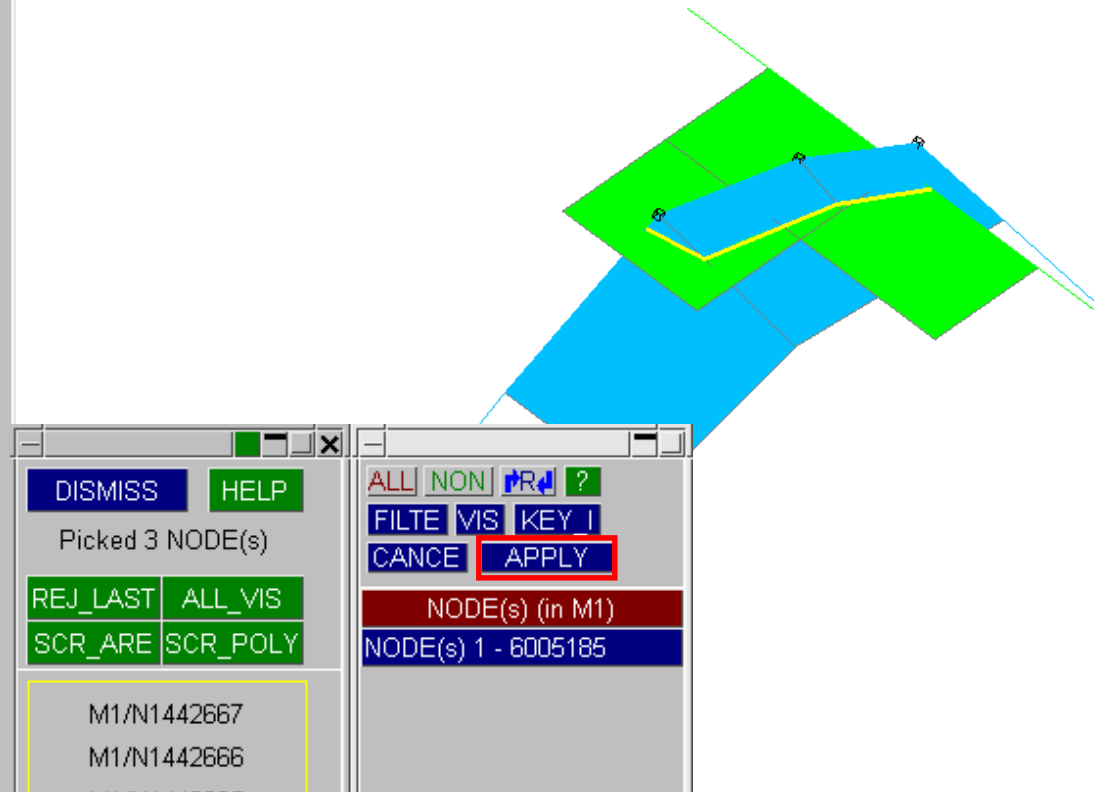 DISMISS HELP
Picked 3 NODE(s)
REJ_LAST ALL_VIS
SCR_ARE SCR_POLY
M1/N1442667
M1/N1442666
ALL NON R ?
FILTE VIS KEY_I
CANCE APPLY
NODE(s) (in M1)
NODE(s) 1 - 6005185